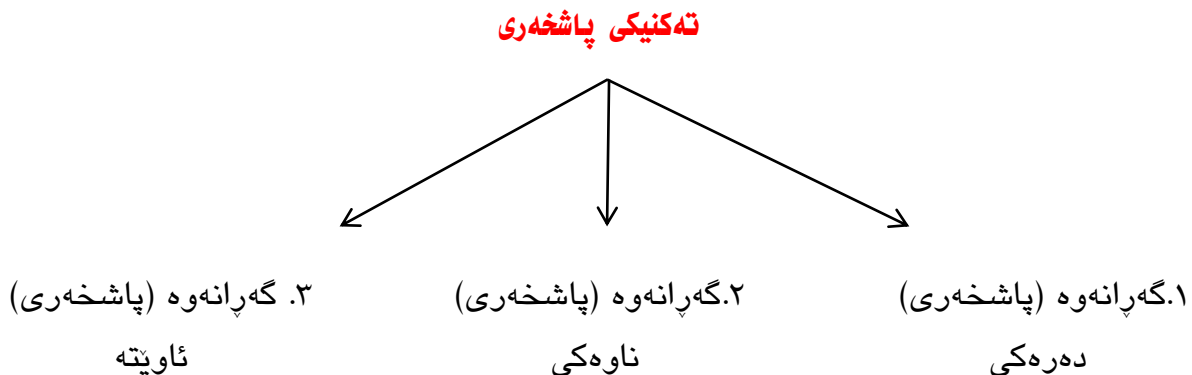 تەکنیکی پاشخەری
١.گەڕانەوە (پاشخەری)
دەرەکی
٢.گەڕانەوە (پاشخەری)
ناوەکی
٣. گەڕانەوە (پاشخەری)
ئاوێتە